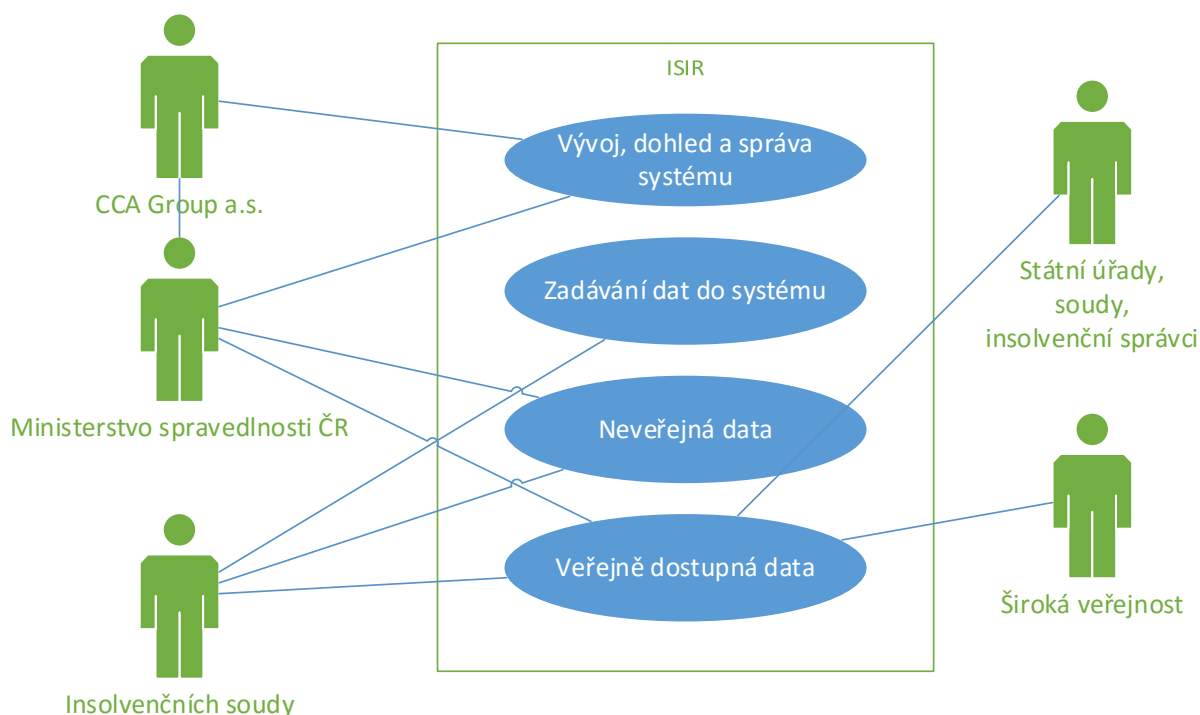 ISIR
Vývoj, dohled a správa
systému
CCA Group a.s.
Zadávání dat do systému
Státní úřady,
soudy,
insolvenční správci
Ministerstvo spravedlnosti ČR
Neveřejná data
Veřejně dostupná data
Široká veřejnost
Insolvenčních soudy